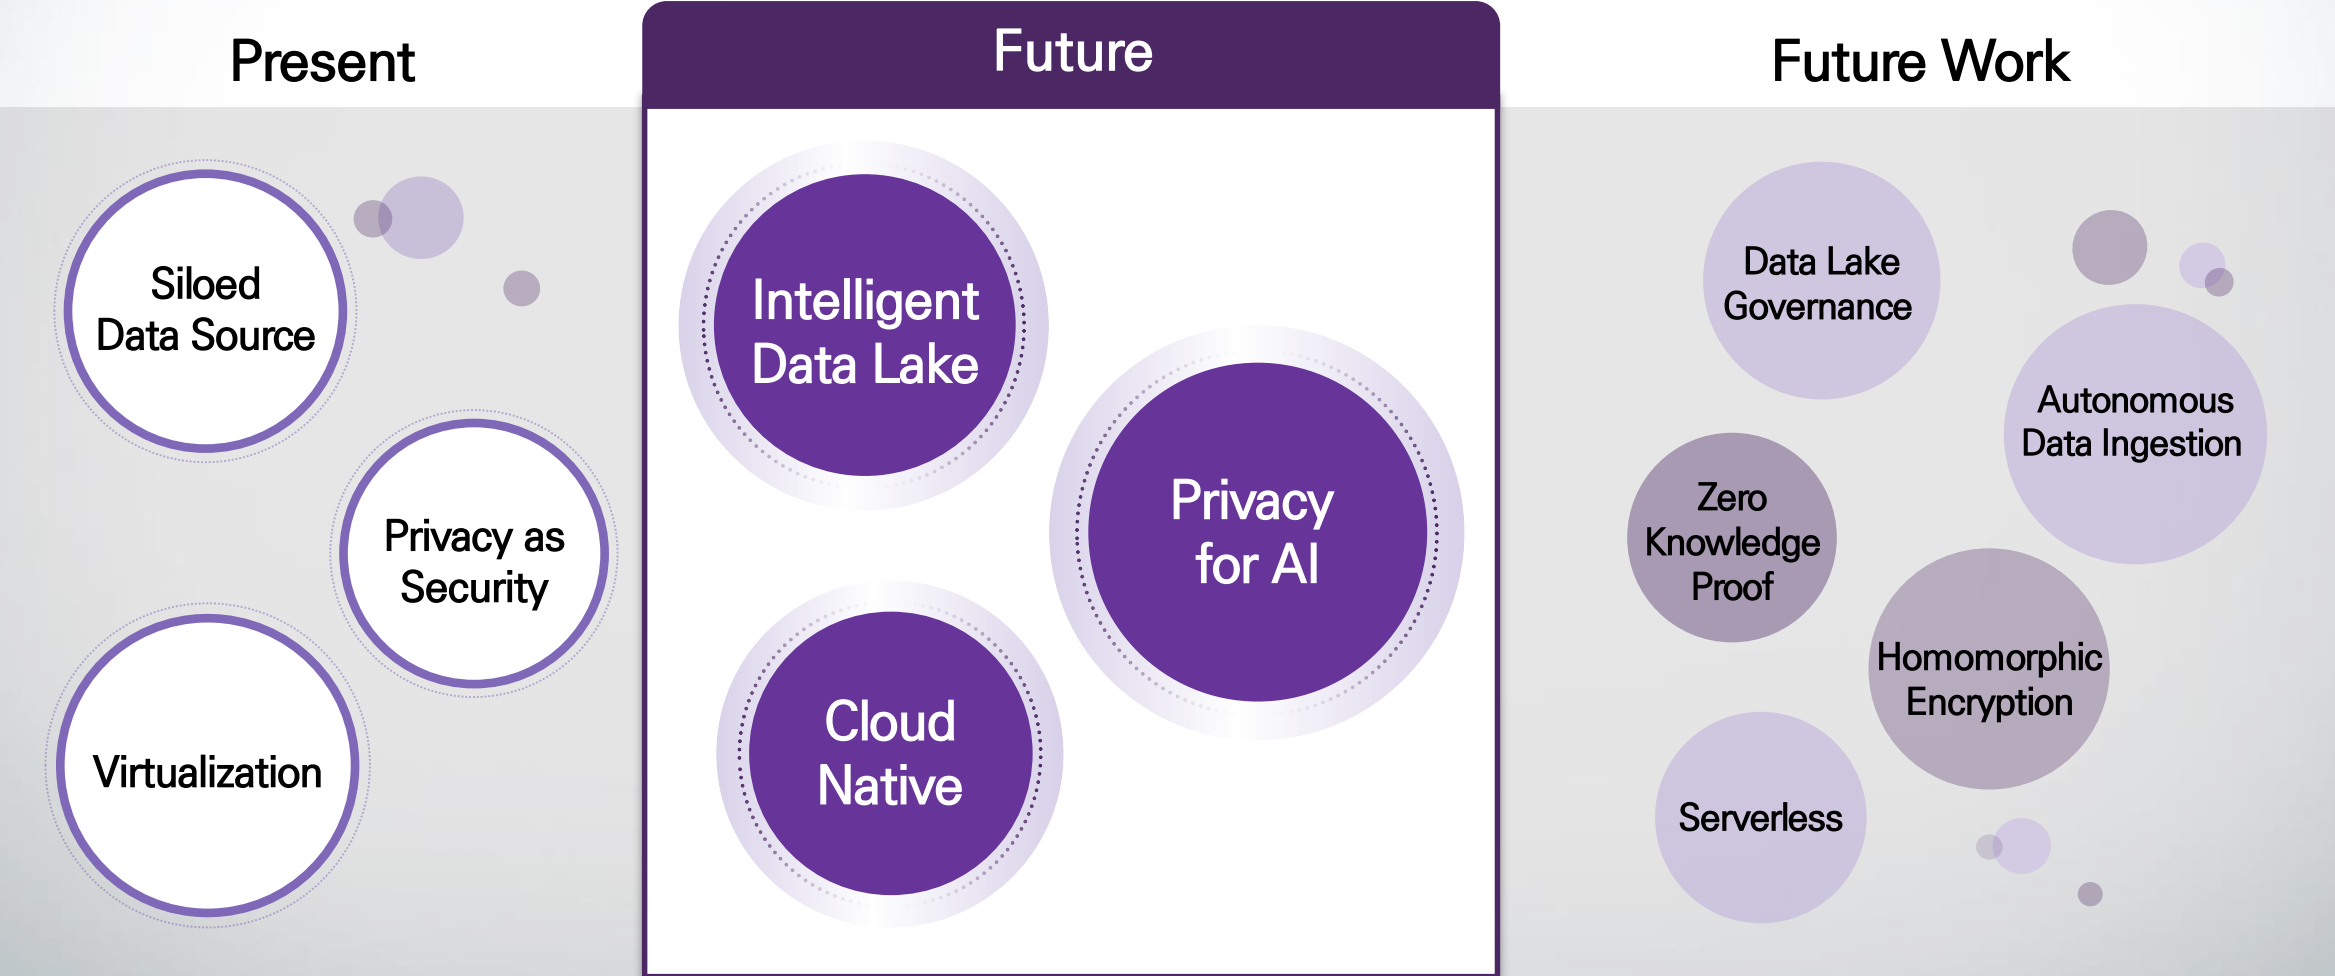 Present
Siloed
Data Source
Privacy as
Security
Virtualization
Future
Intelligent
Data Lake
Privacy
for AI
Cloud
Native
Future Work
Data Lake
Governance
Autonomous
Data Ingestion
Zero
Knowledge
Proof
Homomorphic
Encryption
Serverless